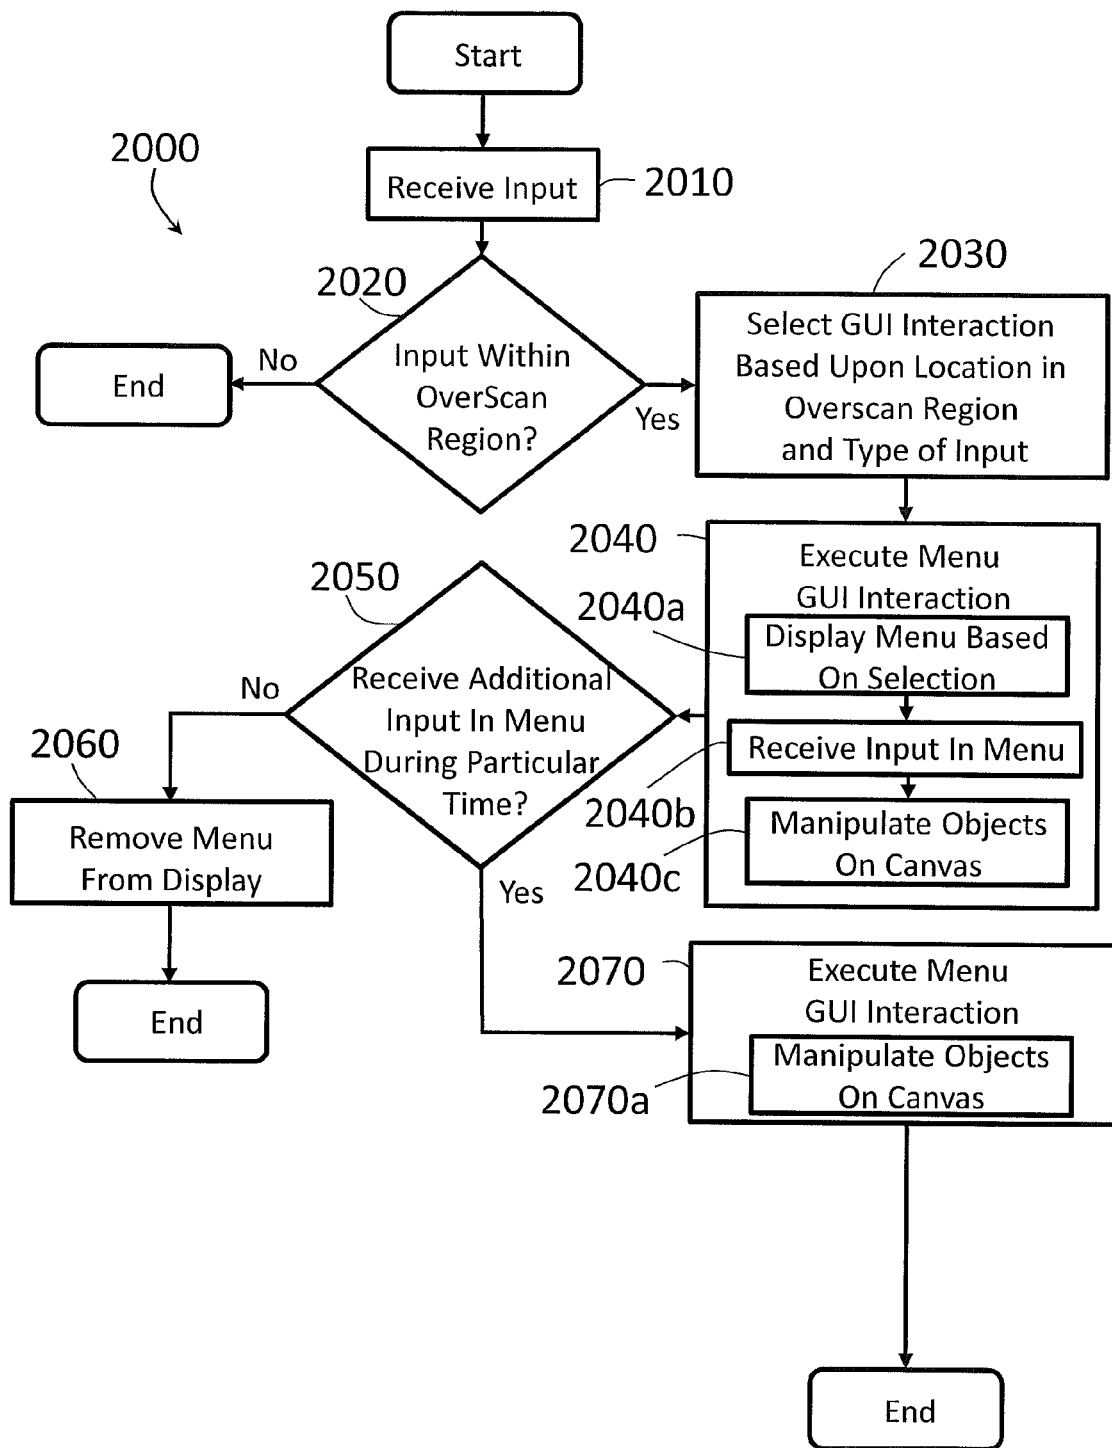 Start
2000
Receive Input
2010
2020
Input Within
OverScan
Region?
No
End
Yes
2030
Select GUI Interaction
Based Upon Location in
Overscan Region
and Type of Input
2040
Execute Menu
GUI Interaction
2040a
Display Menu Based
On Selection
2040b
Receive Input In Menu
2040c
Manipulate Objects
On Canvas
2050
Receive Additional
Input In Menu
During Particular
Time?
No
2060
Remove Menu
From Display
End
Yes
2070
Execute Menu
GUI Interaction
2070a
Manipulate Objects
On Canvas
End